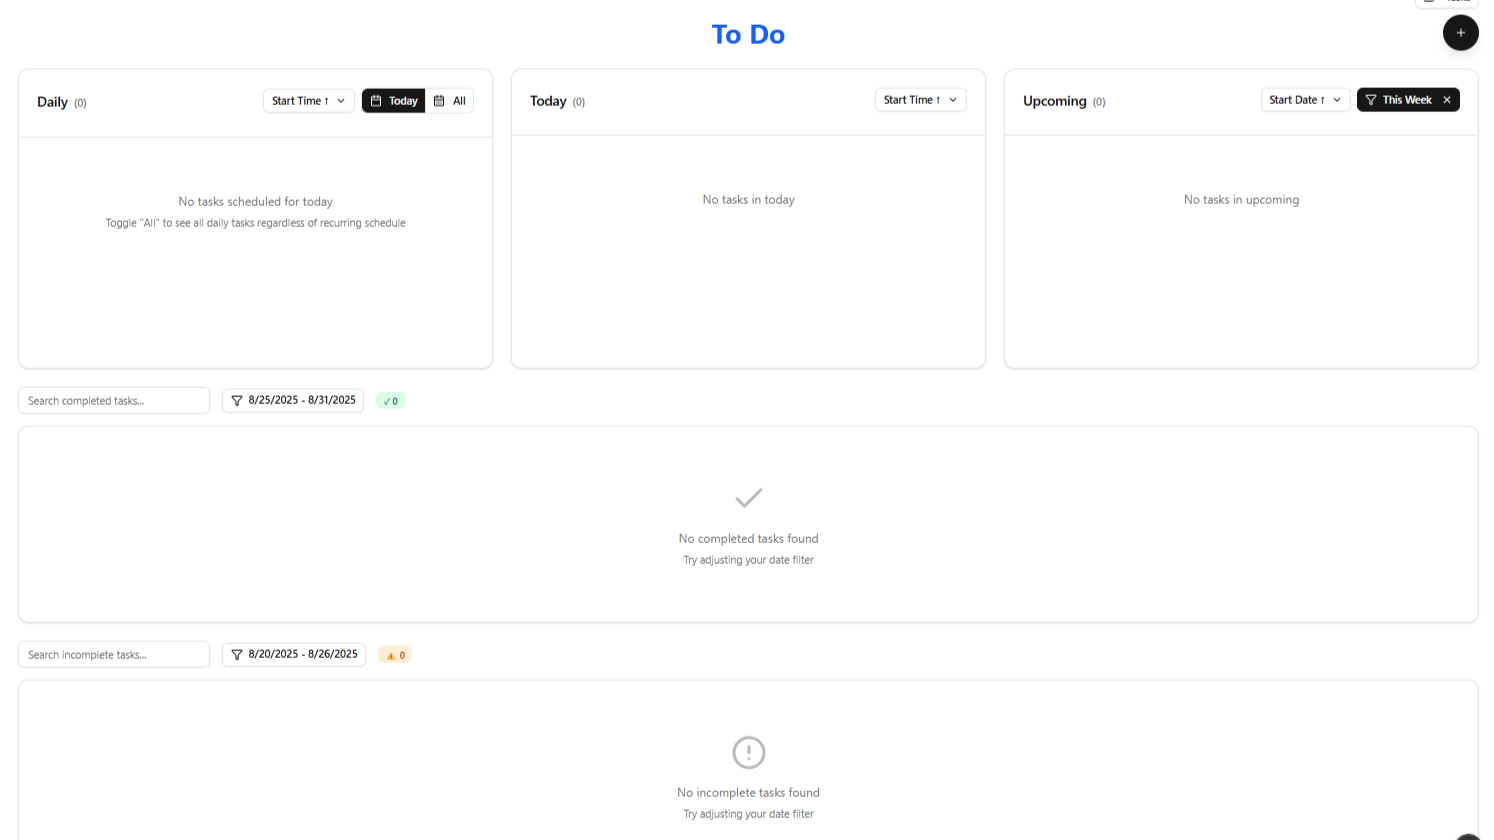 To Do
Daily (0)
Start Time ↑
Today
All
No tasks scheduled for today
Toggle "All" to see all daily tasks regardless of recurring schedule
Today (0)
Start Time ↑
No tasks in today
Upcoming (0)
Start Date ↑
This Week
No tasks in upcoming
Search completed tasks...
8/25/2025 - 8/31/2025
✓ 0
No completed tasks found
Try adjusting your date filter
Search incomplete tasks...
8/20/2025 - 8/26/2025
⚠ 0
No incomplete tasks found
Try adjusting your date filter